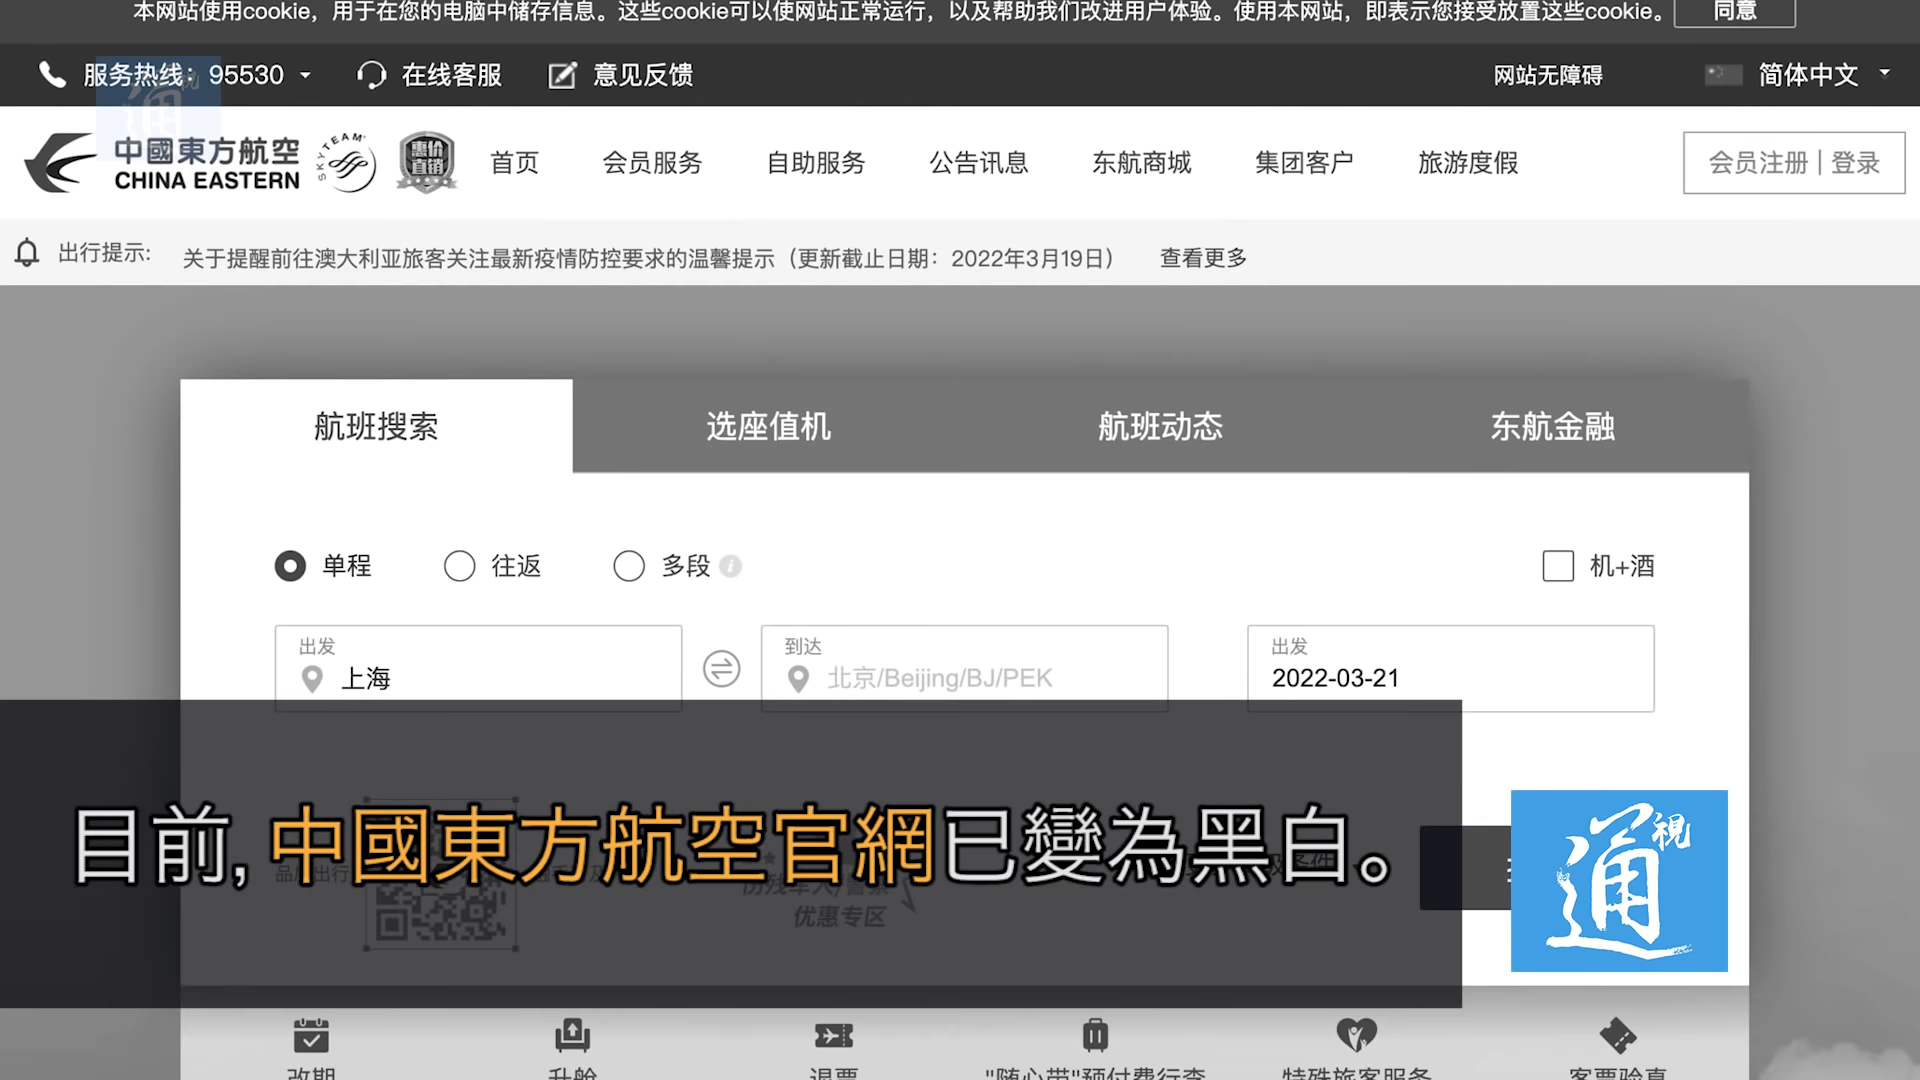 本网站使用cookie，用于在您的电脑中储存信息。这些cookie可以使网站正常运行，以及帮助我们改进用户体验。使用本网站，即表示您接受放置这些cookie。 同意
服务热线：95530 在线客服 意见反馈 网站无障碍 简体中文
中國東方航空
CHINA EASTERN
SKYTEAM
惠价
直销
首页 会员服务 自助服务 公告讯息 东航商城 集团客户 旅游度假 会员注册 | 登录
出行提示: 关于提醒前往澳大利亚旅客关注最新疫情防控要求的温馨提示（更新截止日期：2022年3月19日） 查看更多
航班搜索 选座值机 航班动态 东航金融
单程 往返 多段 机+酒
出发 到达 出发
上海 北京/Beijing/BJ/PEK 2022-03-21
目前,中國東方航空官網已變為黑白。
优惠专区
通視
改期 升舱 退票 "随心带"预付费行李 特殊旅客服务 客票验真